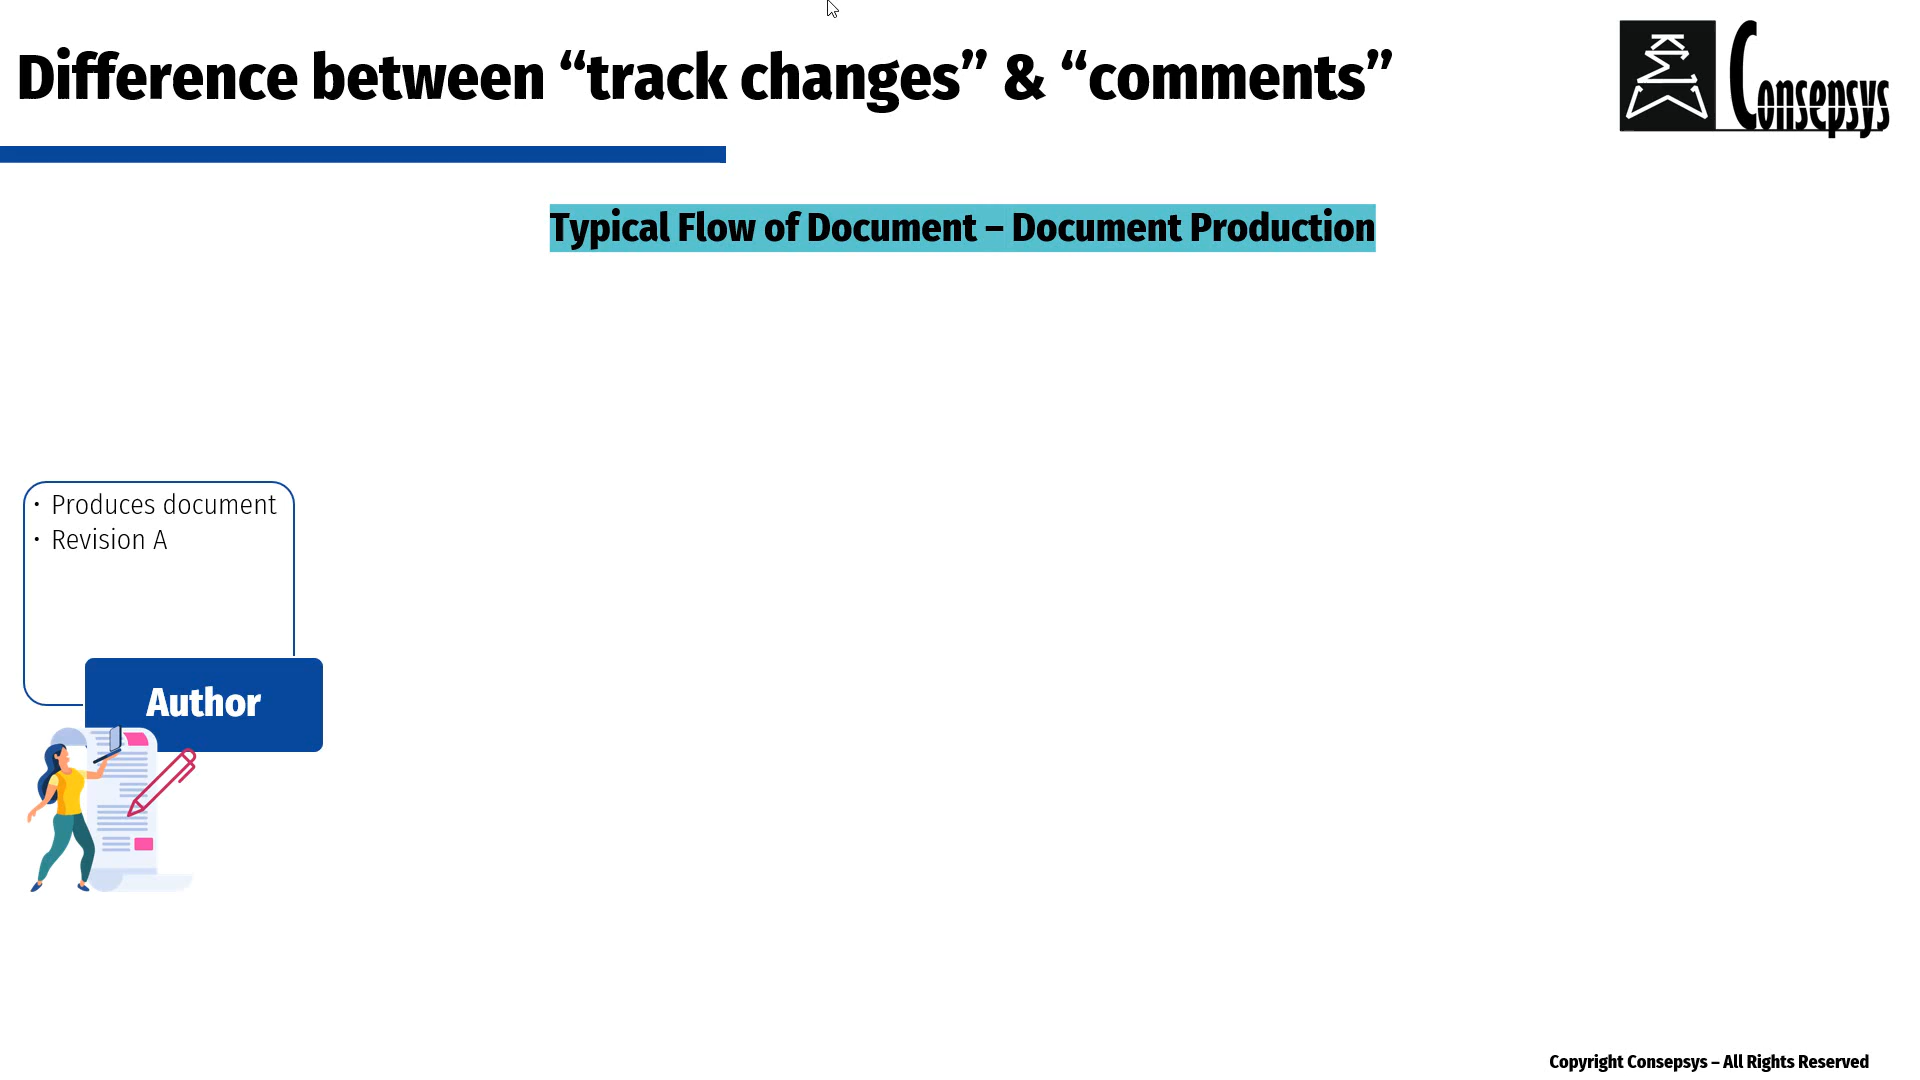 Difference between “track changes” & “comments”
Consepsys
Typical Flow of Document – Document Production
• Produces document
• Revision A
Author
Copyright Consepsys – All Rights Reserved